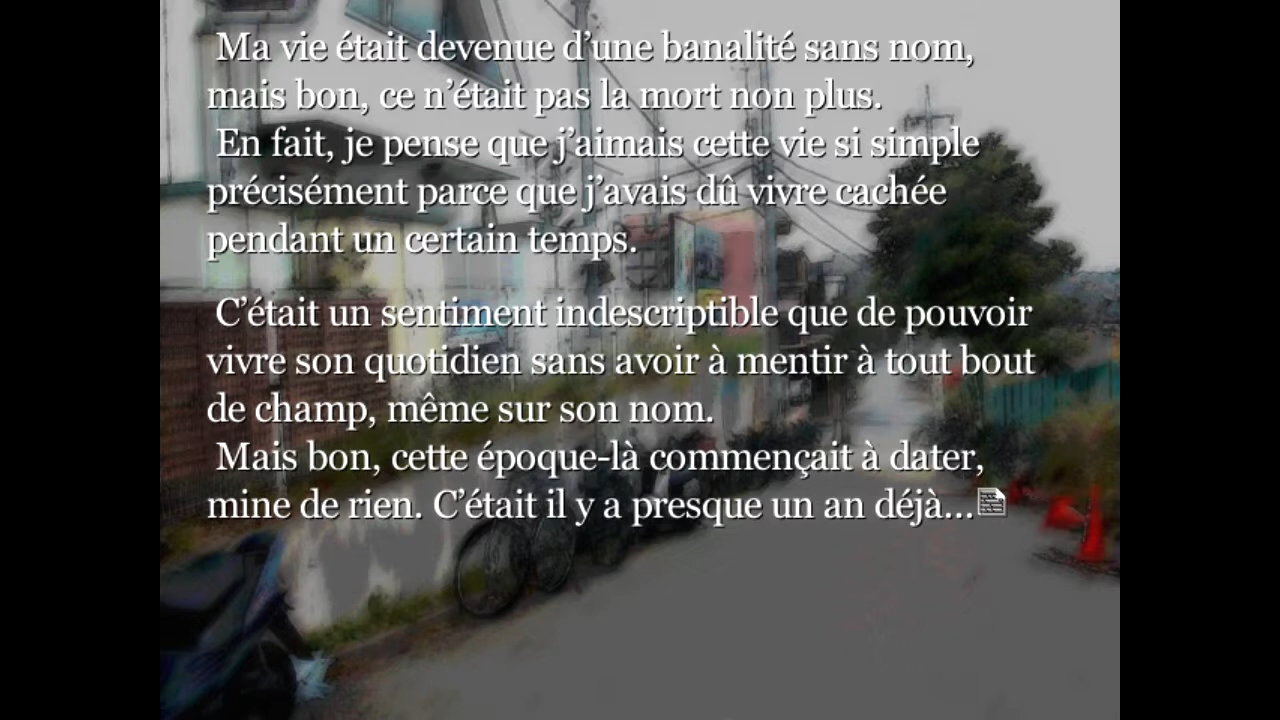 Ma vie était devenue d’une banalité sans nom,
mais bon, ce n’était pas la mort non plus.
En fait, je pense que j’aimais cette vie si simple
précisément parce que j’avais dû vivre cachée
pendant un certain temps.
C’était un sentiment indescriptible que de pouvoir
vivre son quotidien sans avoir à mentir à tout bout
de champ, même sur son nom.
Mais bon, cette époque-là commençait à dater,
mine de rien. C’était il y a presque un an déjà...